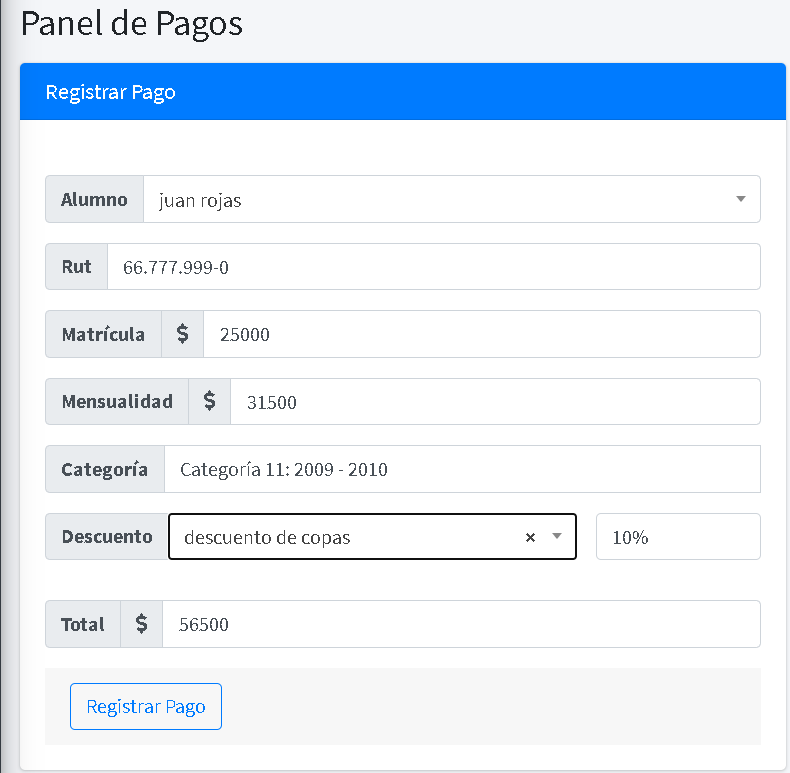 Panel de Pagos
Registrar Pago
Alumno juan rojas
Rut 66.777.999-0
Matrícula $ 25000
Mensualidad $ 31500
Categoría Categoría 11: 2009 - 2010
Descuento descuento de copas × 10%
Total $ 56500
Registrar Pago